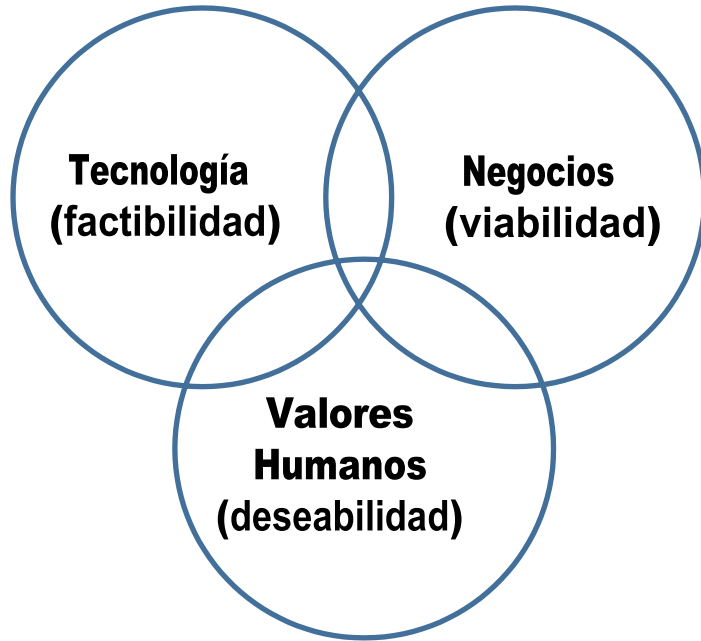 Tecnología
(factibilidad)
Negocios
(viabilidad)
Valores
Humanos
(deseabilidad)